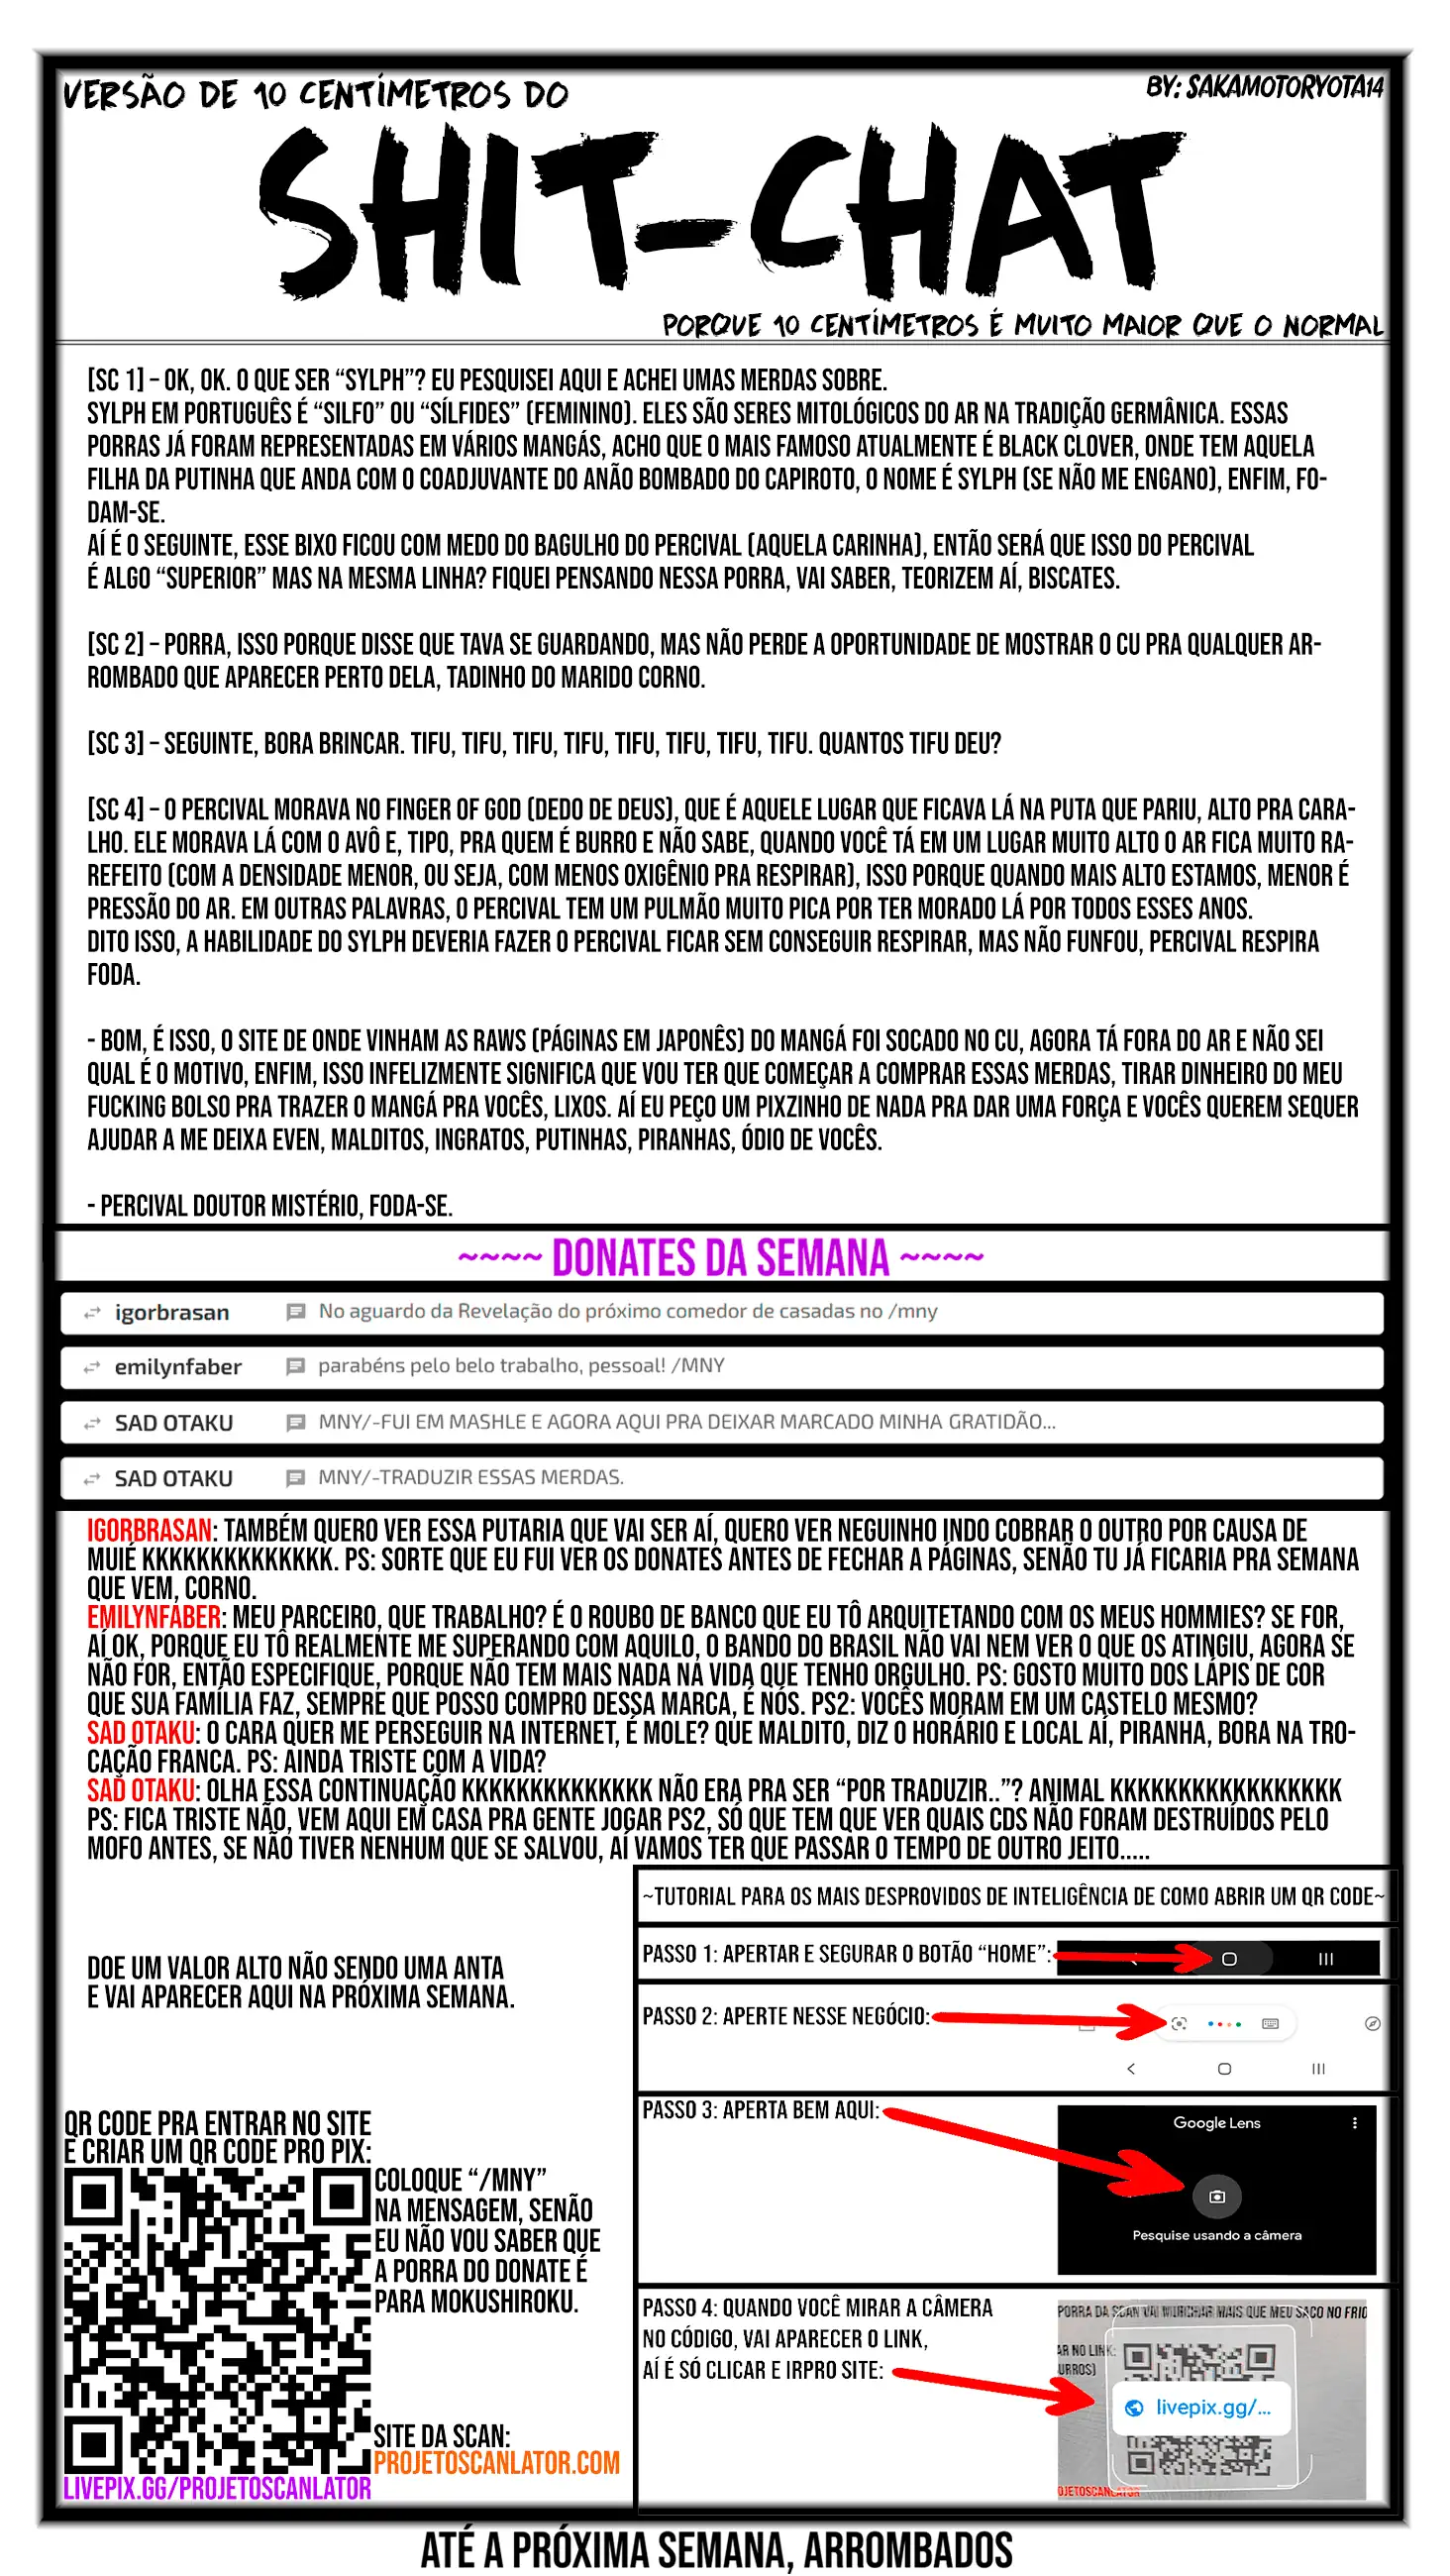 VERSÃO DE 10 CENTÍMETROS DO
BY: SAKAMOTORYOTA14
SHIT-CHAT
PORQUE 10 CENTÍMETROS É MUITO MAIOR QUE O NORMAL
[SC 1] – OK, OK. O QUE SER “SYLPH”? EU PESQUISEI AQUI E ACHEI UMAS MERDAS SOBRE.
SYLPH EM PORTUGUÊS É “SILFO” OU “SÍLFIDES” (FEMININO). ELES SÃO SERES MITOLÓGICOS DO AR NA TRADIÇÃO GERMÂNICA. ESSAS
PORRAS JÁ FORAM REPRESENTADAS EM VÁRIOS MANGÁS, ACHO QUE O MAIS FAMOSO ATUALMENTE É BLACK CLOVER, ONDE TEM AQUELA
FILHA DA PUTINHA QUE ANDA COM O COADJUVANTE DO ANÃO BOMBADO DO CAPIROTO, O NOME É SYLPH (SE NÃO ME ENGANO), ENFIM, FO-
DAM-SE.
AÍ É O SEGUINTE, ESSE BIXO FICOU COM MEDO DO BAGULHO DO PERCIVAL (AQUELA CARINHA), ENTÃO SERÁ QUE ISSO DO PERCIVAL
É ALGO “SUPERIOR” MAS NA MESMA LINHA? FIQUEI PENSANDO NESSA PORRA, VAI SABER, TEORIZEM AÍ, BISCATES.
[SC 2] – PORRA, ISSO PORQUE DISSE QUE TAVA SE GUARDANDO, MAS NÃO PERDE A OPORTUNIDADE DE MOSTRAR O CU PRA QUALQUER AR-
ROMBADO QUE APARECER PERTO DELA, TADINHO DO MARIDO CORNO.
[SC 3] – SEGUINTE, BORA BRINCAR. TIFU, TIFU, TIFU, TIFU, TIFU, TIFU, TIFU, TIFU. QUANTOS TIFU DEU?
[SC 4] – O PERCIVAL MORAVA NO FINGER OF GOD (DEDO DE DEUS), QUE É AQUELE LUGAR QUE FICAVA LÁ NA PUTA QUE PARIU, ALTO PRA CARA-
LHO. ELE MORAVA LÁ COM O AVÔ E, TIPO, PRA QUEM É BURRO E NÃO SABE, QUANDO VOCÊ TÁ EM UM LUGAR MUITO ALTO O AR FICA MUITO RA-
REFEITO (COM A DENSIDADE MENOR, OU SEJA, COM MENOS OXIGÊNIO PRA RESPIRAR), ISSO PORQUE QUANDO MAIS ALTO ESTAMOS, MENOR É
PRESSÃO DO AR. EM OUTRAS PALAVRAS, O PERCIVAL TEM UM PULMÃO MUITO PICA POR TER MORADO LÁ POR TODOS ESSES ANOS.
DITO ISSO, A HABILIDADE DO SYLPH DEVERIA FAZER O PERCIVAL FICAR SEM CONSEGUIR RESPIRAR, MAS NÃO FUNFOU, PERCIVAL RESPIRA
FODA.
- BOM, É ISSO, O SITE DE ONDE VINHAM AS RAWS (PÁGINAS EM JAPONÊS) DO MANGÁ FOI SOCADO NO CU, AGORA TÁ FORA DO AR E NÃO SEI
QUAL É O MOTIVO, ENFIM, ISSO INFELIZMENTE SIGNIFICA QUE VOU TER QUE COMEÇAR A COMPRAR ESSAS MERDAS, TIRAR DINHEIRO DO MEU
FUCKING BOLSO PRA TRAZER O MANGÁ PRA VOCÊS, LIXOS. AÍ EU PEÇO UM PIXZINHO DE NADA PRA DAR UMA FORÇA E VOCÊS QUEREM SEQUER
AJUDAR A ME DEIXA EVEN, MALDITOS, INGRATOS, PUTINHAS, PIRANHAS, ÓDIO DE VOCÊS.
- PERCIVAL DOUTOR MISTÉRIO, FODA-SE.
~~~~ DONATES DA SEMANA ~~~~
igorbrasan No aguardo da Revelação do próximo comedor de casadas no /mny
emilynfaber parabéns pelo belo trabalho, pessoal! /MNY
SAD OTAKU MNY/-FUI EM MASHLE E AGORA AQUI PRA DEIXAR MARCADO MINHA GRATIDÃO...
SAD OTAKU MNY/-TRADUZIR ESSAS MERDAS.
IGORBRASAN: TAMBÉM QUERO VER ESSA PUTARIA QUE VAI SER AÍ, QUERO VER NEGUINHO INDO COBRAR O OUTRO POR CAUSA DE
MUIÉ KKKKKKKKKKKKKK. PS: SORTE QUE EU FUI VER OS DONATES ANTES DE FECHAR A PÁGINAS, SENÃO TU JÁ FICARIA PRA SEMANA
QUE VEM, CORNO.
EMILYNFABER: MEU PARCEIRO, QUE TRABALHO? É O ROUBO DE BANCO QUE EU TÔ ARQUITETANDO COM OS MEUS HOMMIES? SE FOR,
AÍ OK, PORQUE EU TÔ REALMENTE ME SUPERANDO COM AQUILO, O BANDO DO BRASIL NÃO VAI NEM VER O QUE OS ATINGIU, AGORA SE
NÃO FOR, ENTÃO ESPECIFIQUE, PORQUE NÃO TEM MAIS NADA NA VIDA QUE TENHO ORGULHO. PS: GOSTO MUITO DOS LÁPIS DE COR
QUE SUA FAMÍLIA FAZ, SEMPRE QUE POSSO COMPRO DESSA MARCA, É NÓS. PS2: VOCÊS MORAM EM UM CASTELO MESMO?
SAD OTAKU: O CARA QUER ME PERSEGUIR NA INTERNET, É MOLE? QUE MALDITO, DIZ O HORÁRIO E LOCAL AÍ, PIRANHA, BORA NA TRO-
CAÇÃO FRANCA. PS: AINDA TRISTE COM A VIDA?
SAD OTAKU: OLHA ESSA CONTINUAÇÃO KKKKKKKKKKKKKK NÃO ERA PRA SER “POR TRADUZIR..”? ANIMAL KKKKKKKKKKKKKKKKK
PS: FICA TRISTE NÃO, VEM AQUI EM CASA PRA GENTE JOGAR PS2, SÓ QUE TEM QUE VER QUAIS CDS NÃO FORAM DESTRUÍDOS PELO
MOFO ANTES, SE NÃO TIVER NENHUM QUE SE SALVOU, AÍ VAMOS TER QUE PASSAR O TEMPO DE OUTRO JEITO.....
DOE UM VALOR ALTO NÃO SENDO UMA ANTA
E VAI APARECER AQUI NA PRÓXIMA SEMANA.
QR CODE PRA ENTRAR NO SITE
E CRIAR UM QR CODE PRO PIX:
COLOQUE “/MNY”
NA MENSAGEM, SENÃO
EU NÃO VOU SABER QUE
A PORRA DO DONATE É
PARA MOKUSHIROKU.
SITE DA SCAN:
PROJETOSCANLATOR.COM
LIVEPIX.GG/PROJETOSCANLATOR
~TUTORIAL PARA OS MAIS DESPROVIDOS DE INTELIGÊNCIA DE COMO ABRIR UM QR CODE~
PASSO 1: APERTAR E SEGURAR O BOTÃO “HOME”:
PASSO 2: APERTE NESSE NEGÓCIO:
PASSO 3: APERTA BEM AQUI:
Google Lens
Pesquise usando a câmera
PASSO 4: QUANDO VOCÊ MIRAR A CÂMERA
NO CÓDIGO, VAI APARECER O LINK,
AÍ É SÓ CLICAR E IRPRO SITE:
PORRA DA SCAN VAI MURCHAR MAIS QUE MEU SACO NO FRIO
AR NO LINK:
URROS)
livepix.gg/...
OJETOSCANLATOR
ATÉ A PRÓXIMA SEMANA, ARROMBADOS